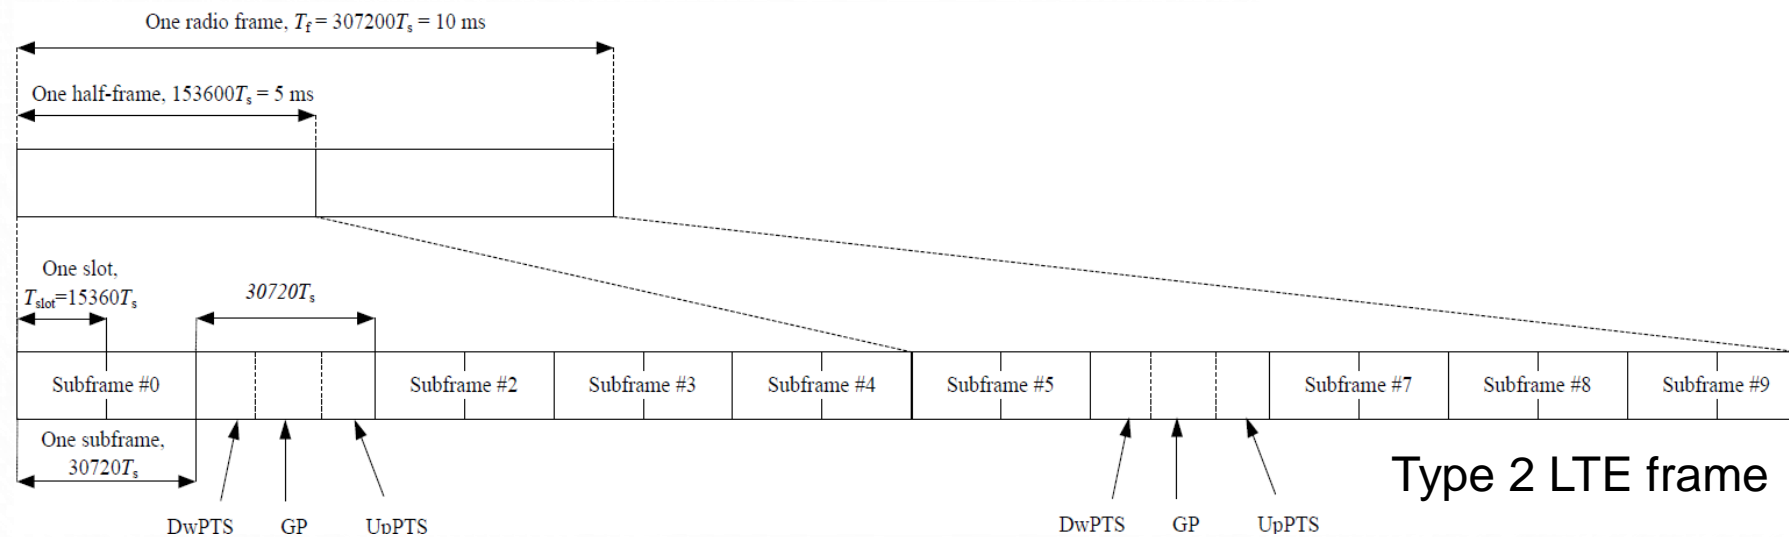 One radio frame, Tf = 307200Ts = 10 ms
One half-frame, 153600Ts = 5 ms
One slot,
Tslot=15360Ts
30720Ts
Subframe #0
Subframe #2
Subframe #3
Subframe #4
Subframe #5
Subframe #7
Subframe #8
Subframe #9
One subframe,
30720Ts
DwPTS
GP
UpPTS
DwPTS
GP
UpPTS
Type 2 LTE frame